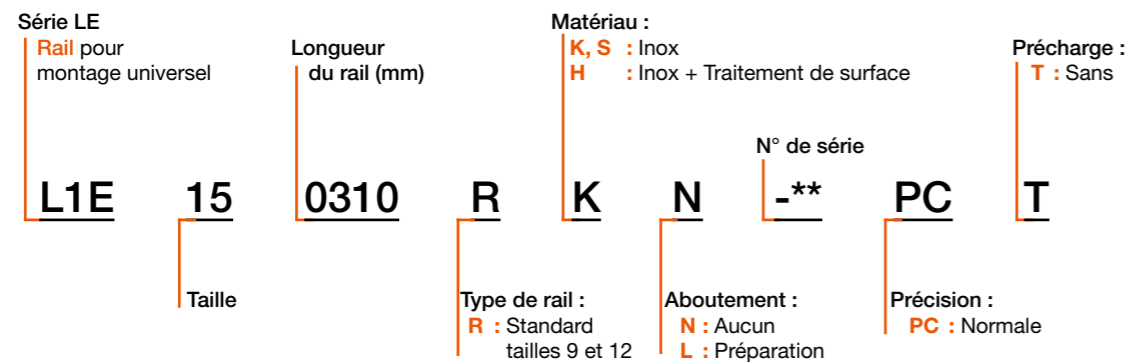 Série LE
Rail pour
montage universel
Longueur
du rail (mm)
Matériau :
K, S : Inox
H : Inox + Traitement de surface
Précharge :
T : Sans
N° de série
L1E 15 0310 R K N -** PC T
Taille
Type de rail :
R : Standard
tailles 9 et 12
Aboutement :
N : Aucun
L : Préparation
Précision :
PC : Normale